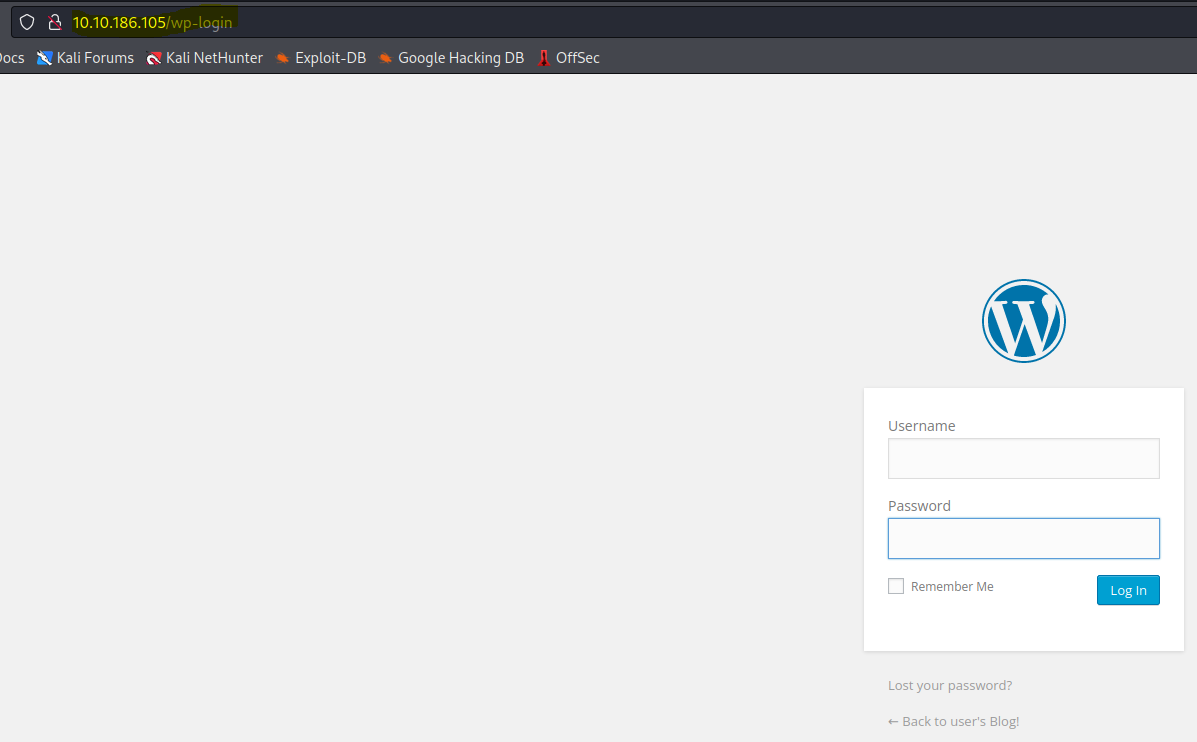 10.10.186.105/wp-login
Docs Kali Forums Kali NetHunter Exploit-DB Google Hacking DB OffSec
Username
Password
Remember Me Log In
Lost your password?
← Back to user's Blog!